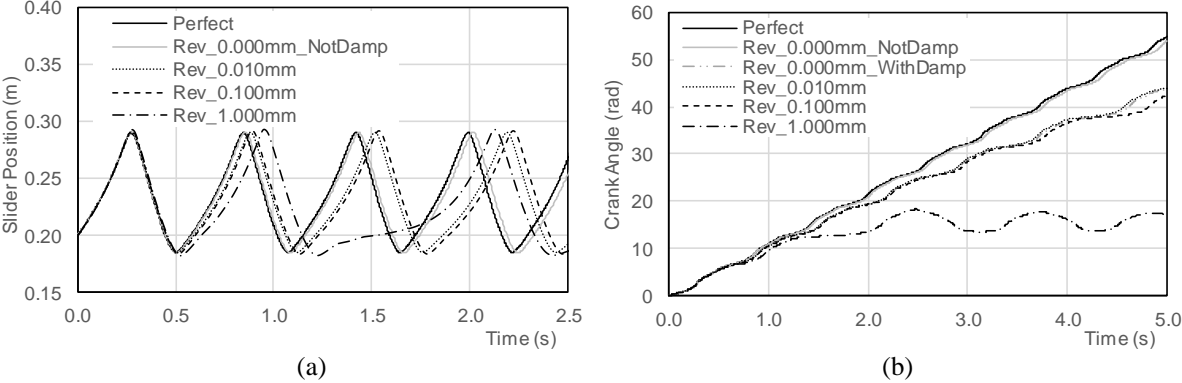 0.40
0.35
0.30
0.25
0.20
0.15
Slider Position (m)
Perfect
Rev_0.000mm_NotDamp
Rev_0.010mm
Rev_0.100mm
Rev_1.000mm
0.0 0.5 1.0 1.5 2.0 2.5
Time (s)
(a)
60
50
40
30
20
10
0
Crank Angle (rad)
Perfect
Rev_0.000mm_NotDamp
Rev_0.000mm_WithDamp
Rev_0.010mm
Rev_0.100mm
Rev_1.000mm
0.0 1.0 2.0 3.0 4.0 5.0
Time (s)
(b)